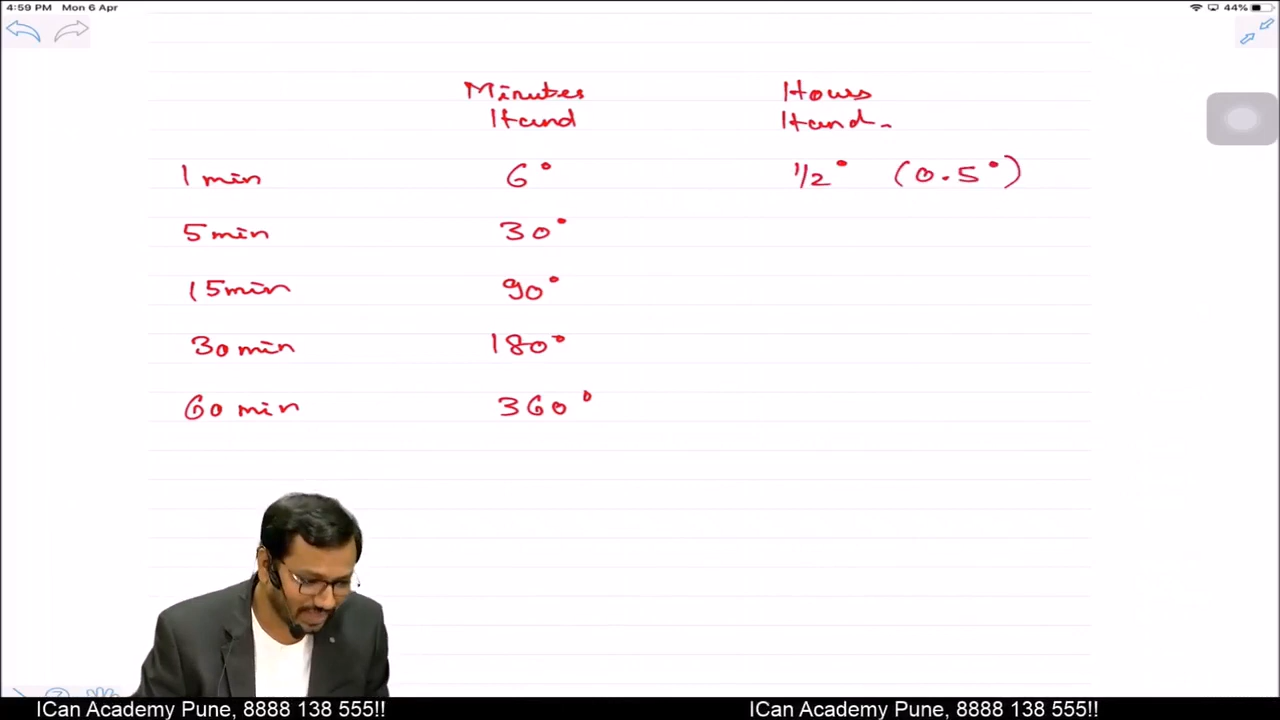 4:59 PM Mon 6 Apr 44%
Minutes Hours
Hand Hand
1 min 6° 1/2° (0.5°)
5 min 30°
15 min 90°
30 min 180°
60 min 360°
ICan Academy Pune, 8888 138 555!! ICan Academy Pune, 8888 138 555!!